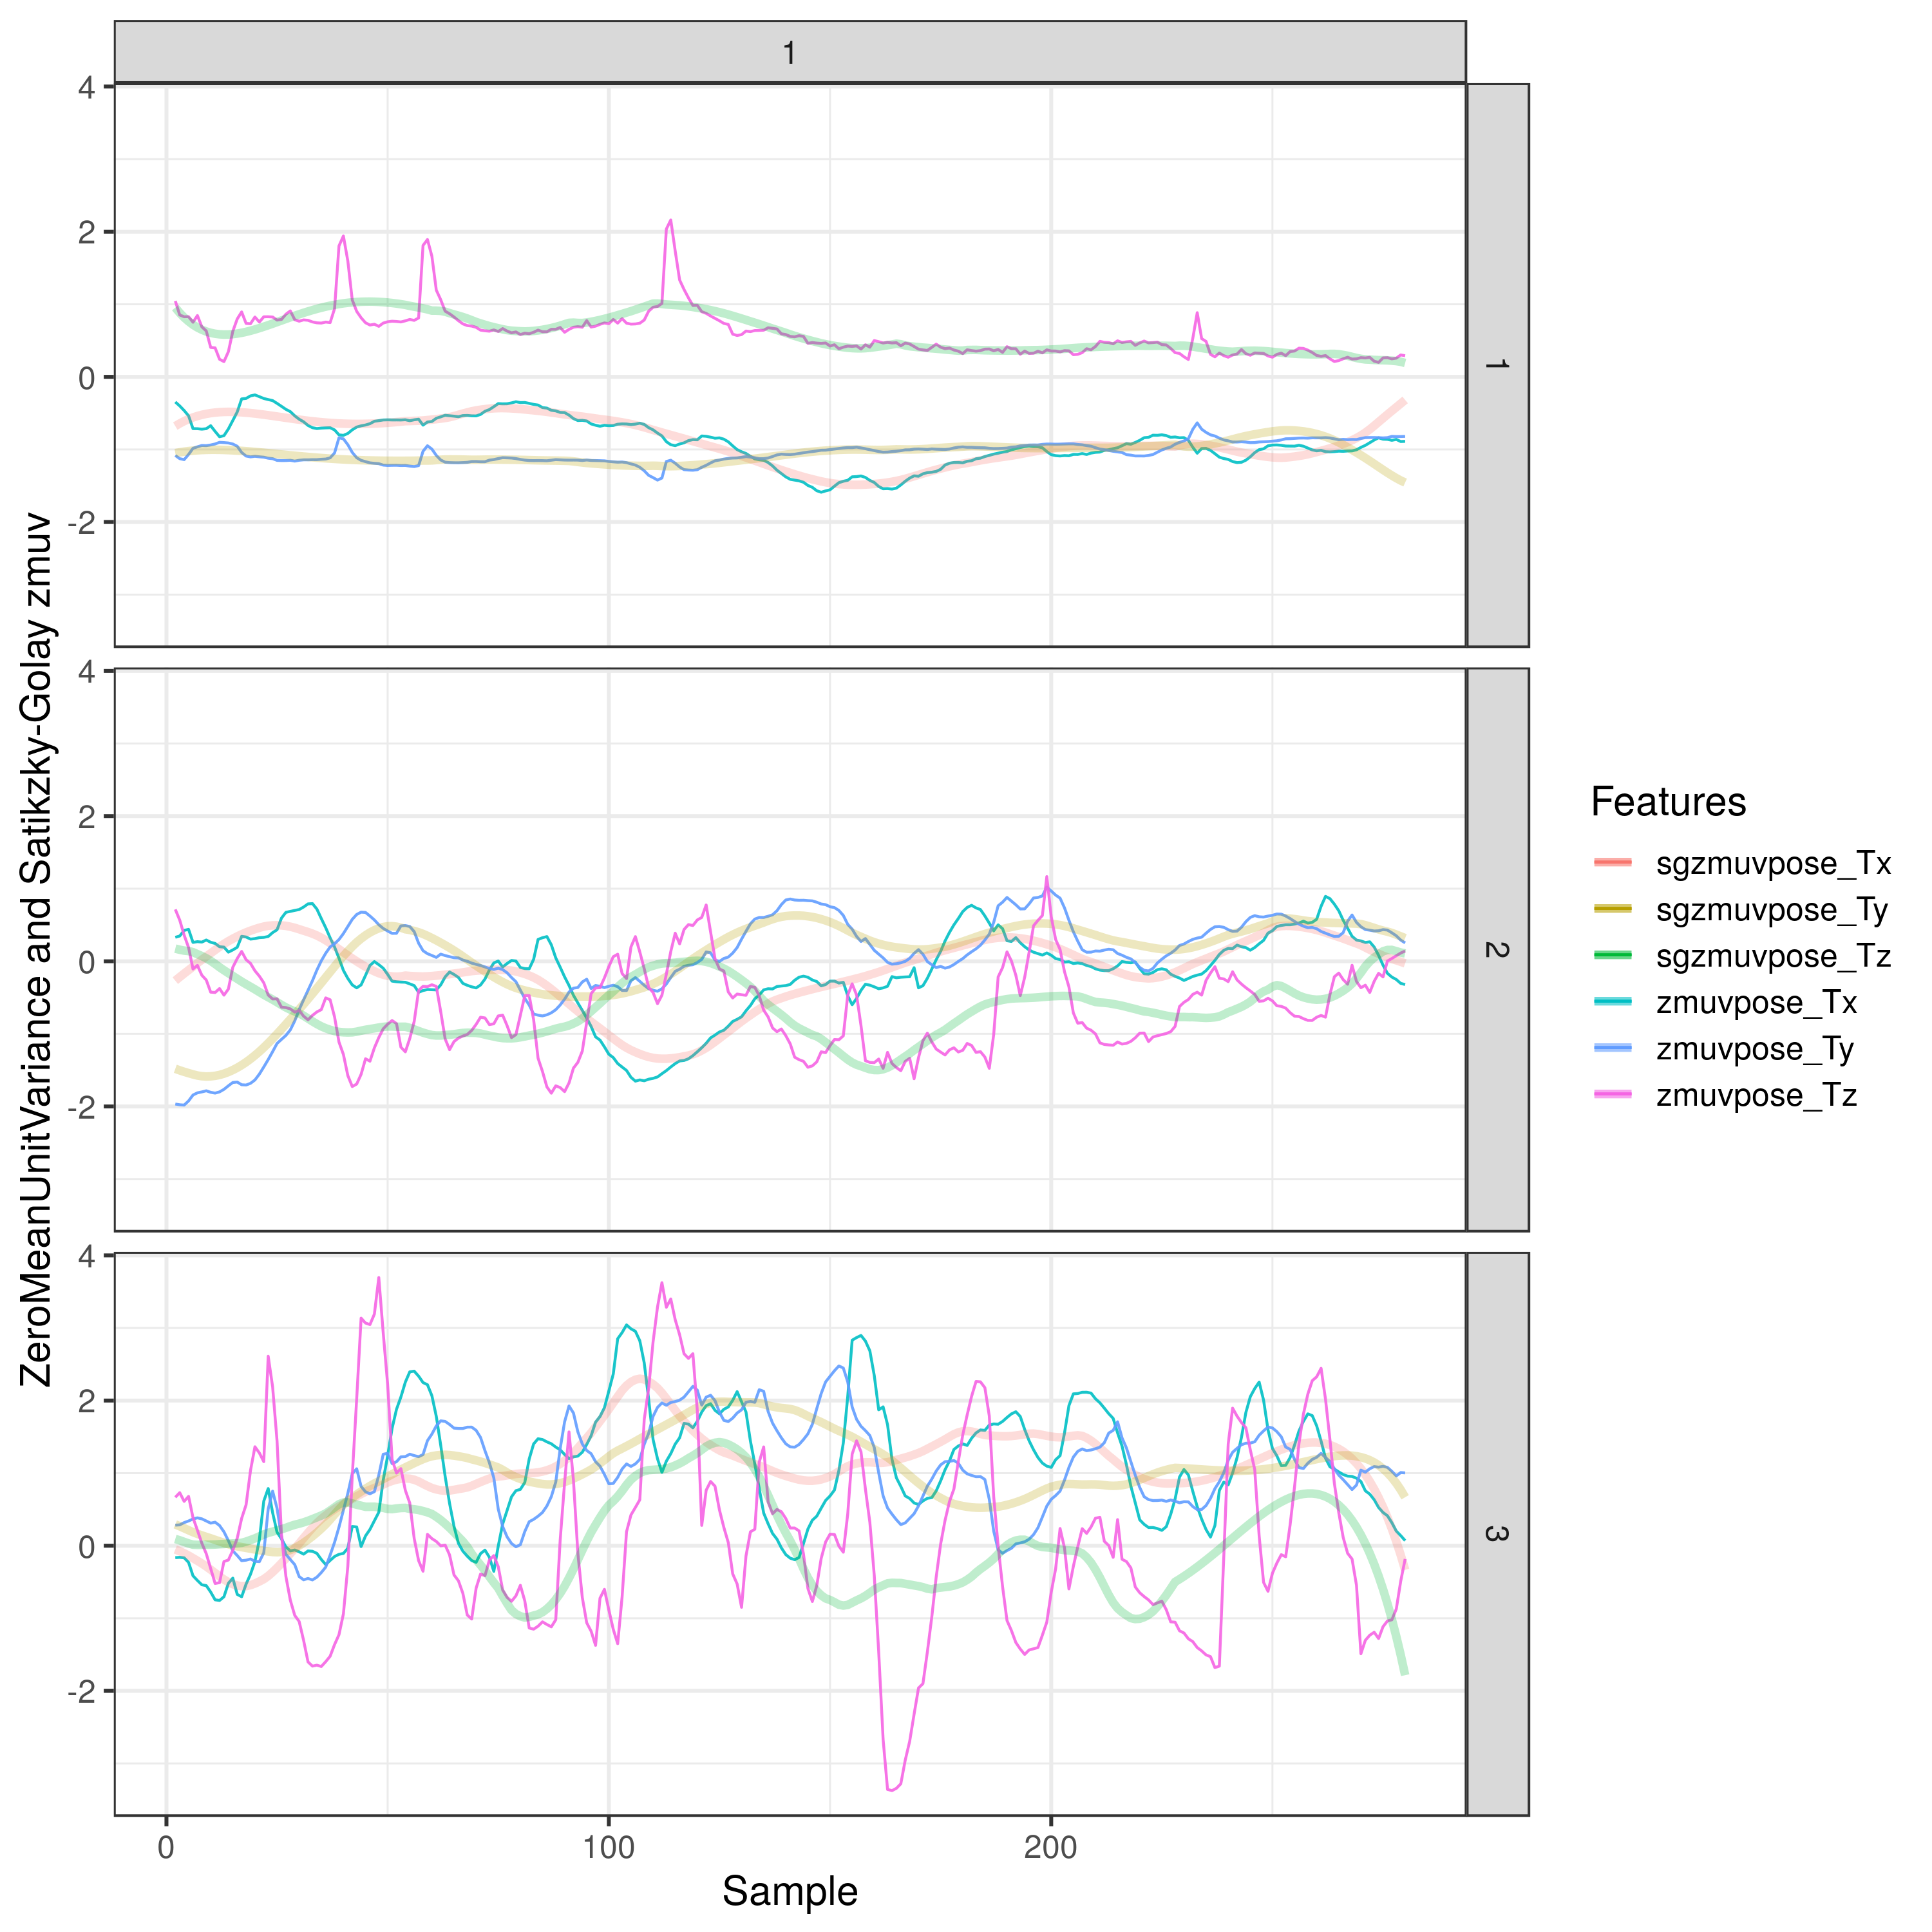 1
4
2
0
-2
1
4
2
0
-2
2
4
2
0
-2
3
0
100
200
Sample
ZeroMeanUnitVariance and Satikzky-Golay zmuv
Features
sgzmuvpose_Tx
sgzmuvpose_Ty
sgzmuvpose_Tz
zmuvpose_Tx
zmuvpose_Ty
zmuvpose_Tz